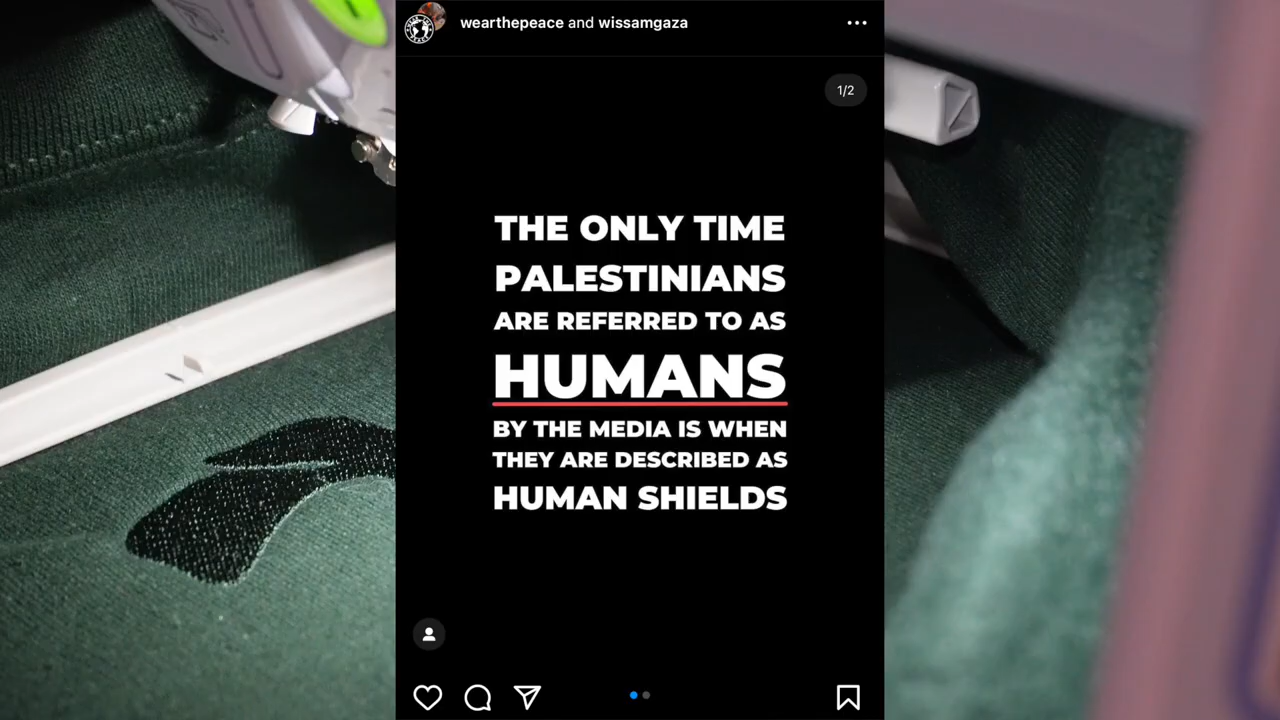 wearthepeace and wissamgaza
1/2
THE ONLY TIME
PALESTINIANS
ARE REFERRED TO AS
HUMANS
BY THE MEDIA IS WHEN
THEY ARE DESCRIBED AS
HUMAN SHIELDS